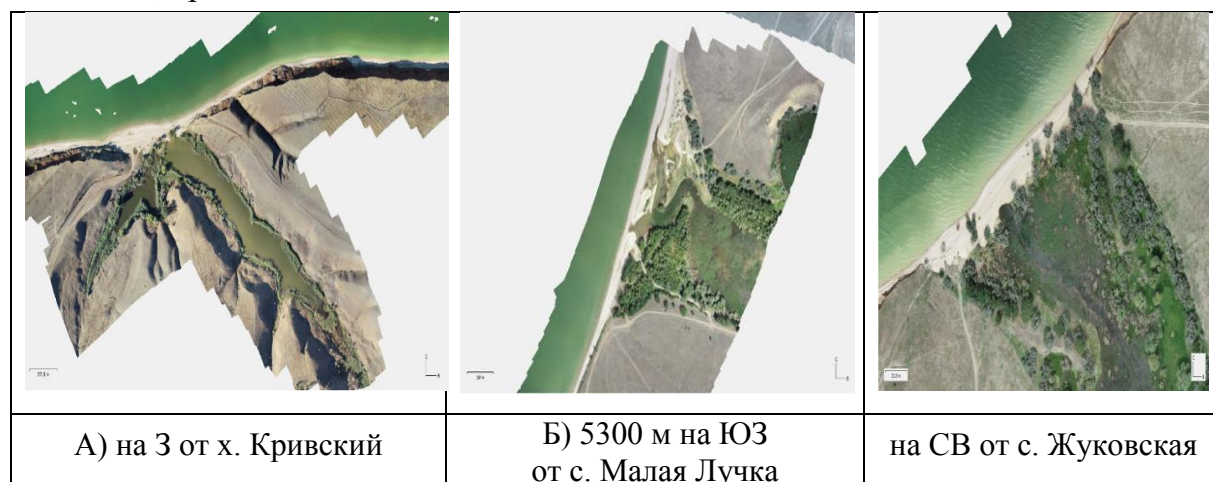 А) на З от х. Кривский
Б) 5300 м на ЮЗ
от с. Малая Лучка
на СВ от с. Жуковская